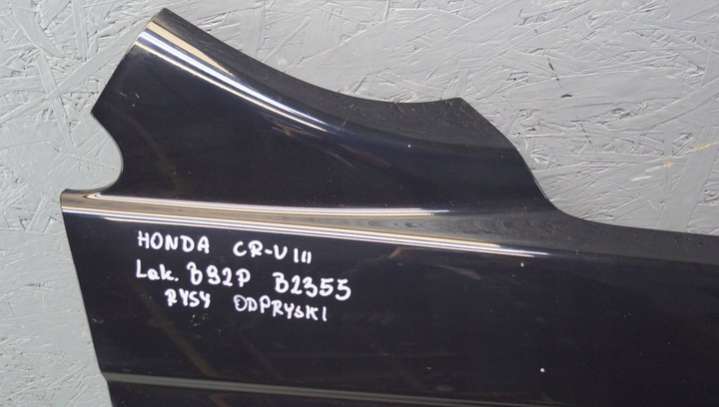 HONDA CR-V III
Lak. B92P B2355
RYSY ODPRYSKI